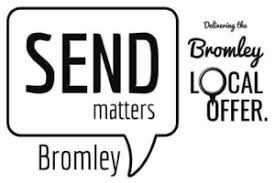 SEND
matters
Bromley
Delivering the
Bromley
LOCAL
OFFER.